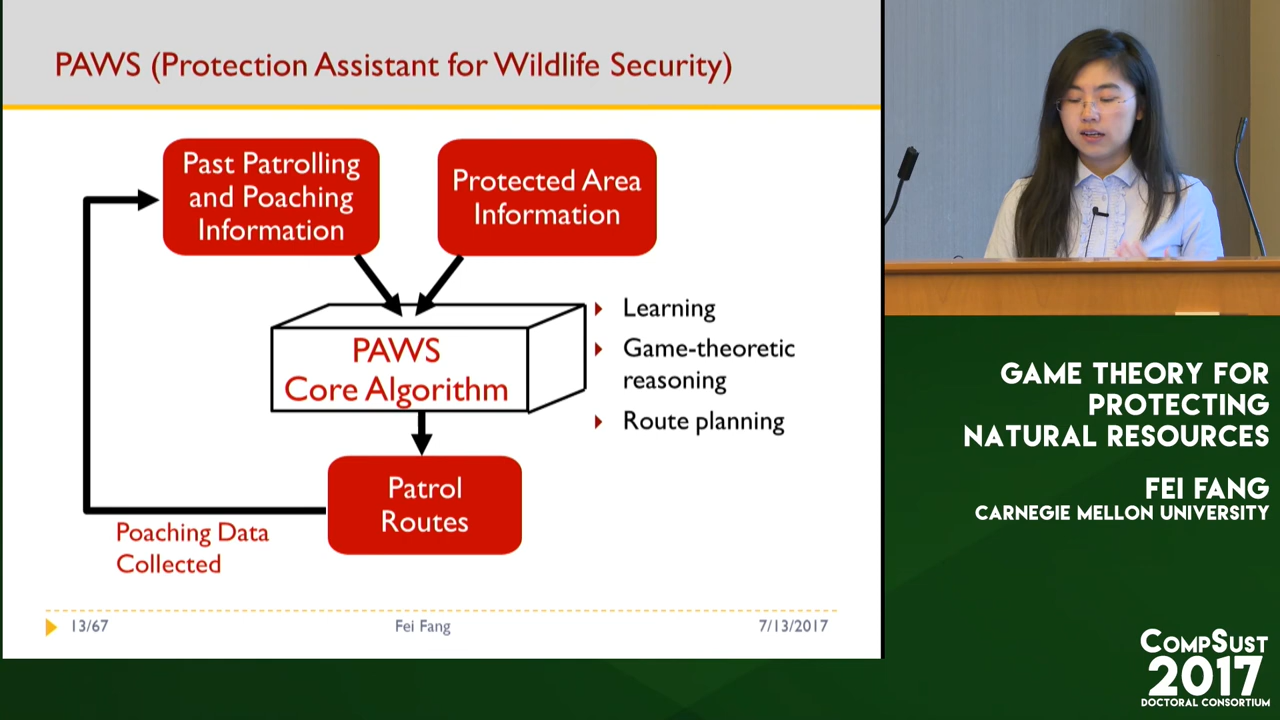 PAWS (Protection Assistant for Wildlife Security)
Past Patrolling
and Poaching
Information
Protected Area
Information
PAWS
Core Algorithm
Learning
Game-theoretic
reasoning
Route planning
Patrol
Routes
Poaching Data
Collected
13/67
Fei Fang
7/13/2017
GAME THEORY FOR
PROTECTING
NATURAL RESOURCES
FEI FANG
CARNEGIE MELLON UNIVERSITY
COMPSUST
2017
DOCTORAL CONSORTIUM